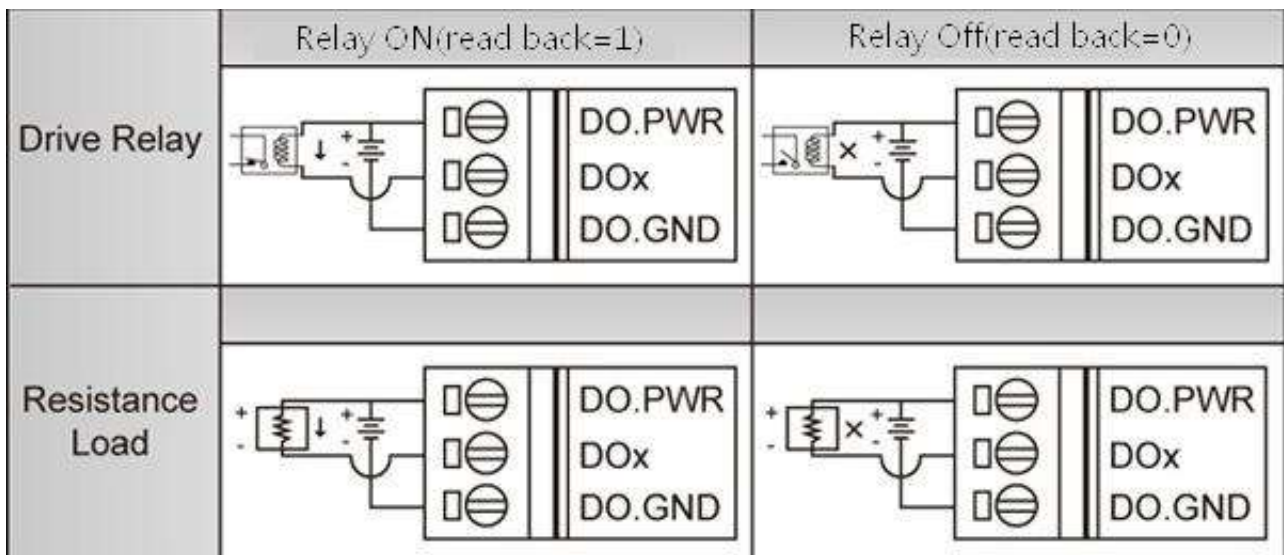 Relay ON(read back=1)
Relay Off(read back=0)
Drive Relay
+
-
DO.PWR
DOx
DO.GND
×
+
-
DO.PWR
DOx
DO.GND
Resistance
Load
+
-
+
-
DO.PWR
DOx
DO.GND
+
-
×
+
-
DO.PWR
DOx
DO.GND